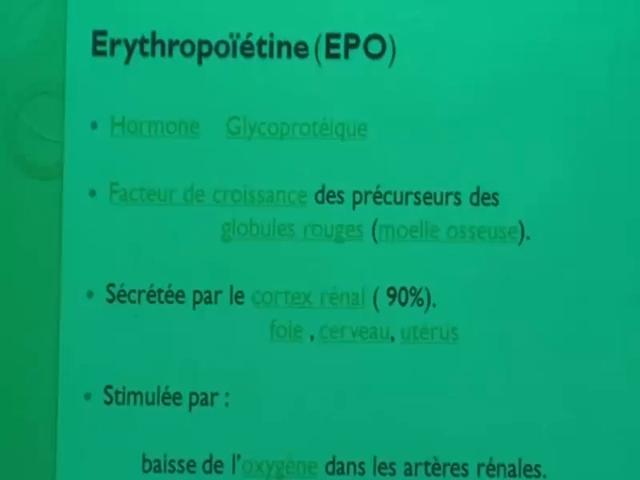 Erythropoïétine (EPO)
• Hormone Glycoprotéique
• Facteur de croissance des précurseurs des
globules rouges (moelle osseuse).
• Sécrétée par le cortex rénal ( 90%).
foie , cerveau, utérus
• Stimulée par :
baisse de l'oxygène dans les artères rénales.